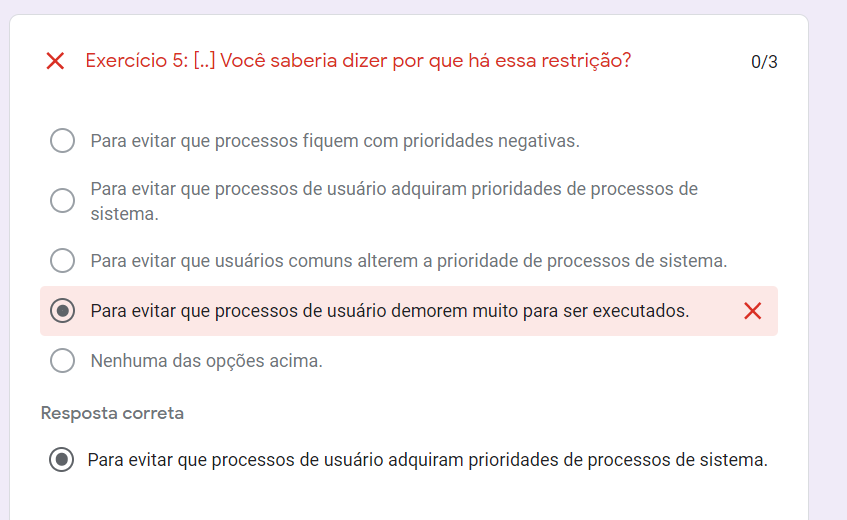 Exercício 5: [..] Você saberia dizer por que há essa restrição?
0/3
Para evitar que processos fiquem com prioridades negativas.
Para evitar que processos de usuário adquiram prioridades de processos de
sistema.
Para evitar que usuários comuns alterem a prioridade de processos de sistema.
Para evitar que processos de usuário demorem muito para ser executados.
Nenhuma das opções acima.
Resposta correta
Para evitar que processos de usuário adquiram prioridades de processos de sistema.